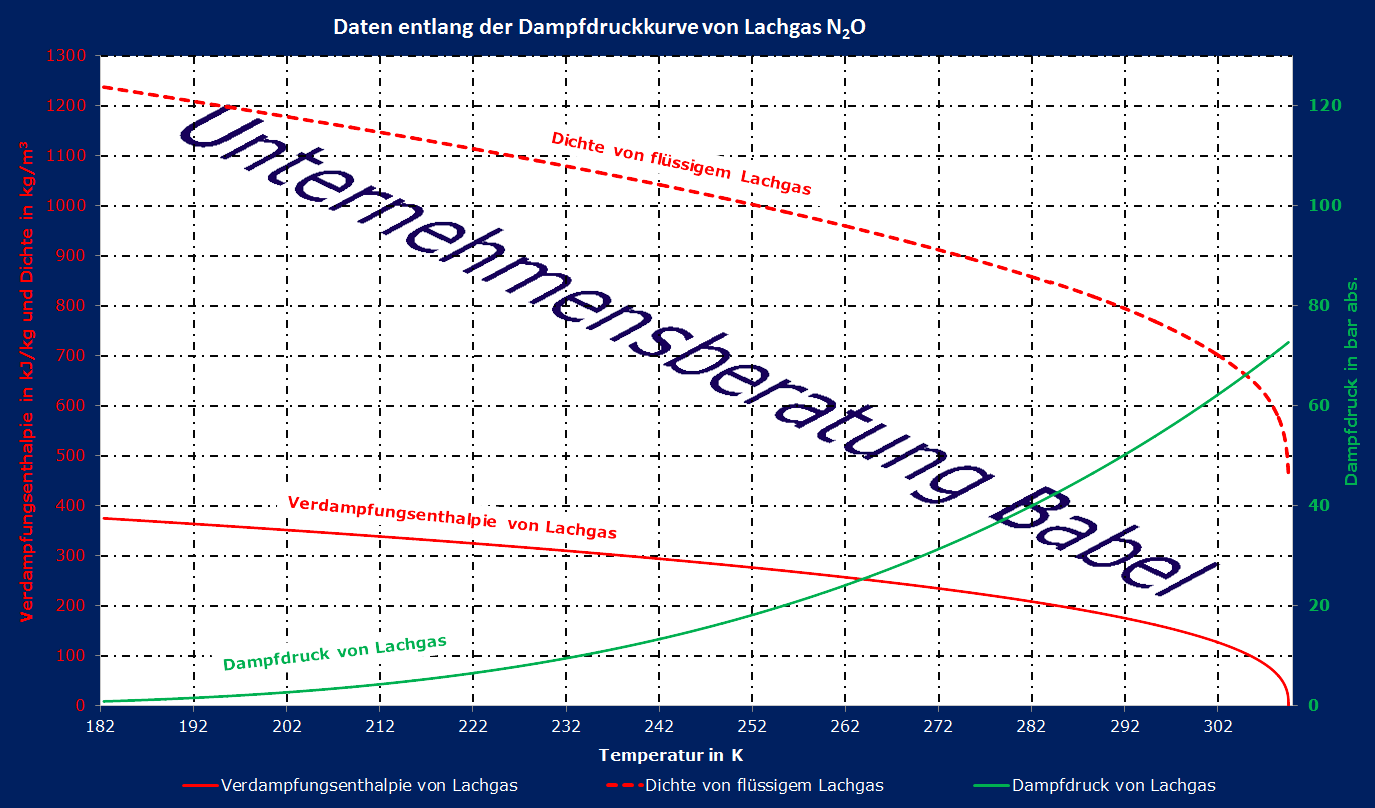 Daten entlang der Dampfdruckkurve von Lachgas N₂O
Verdampfungsenthalpie in kJ/kg und Dichte in kg/m³
1300
1200
1100
1000
900
800
700
600
500
400
300
200
100
0
Dichte von flüssigem Lachgas
Unternehmensberatung Babel
Verdampfungsenthalpie von Lachgas
Dampfdruck von Lachgas
120
100
80
60
40
20
0
Dampfdruck in bar abs.
182 192 202 212 222 232 242 252 262 272 282 292 302
Temperatur in K
Verdampfungsenthalpie von Lachgas Dichte von flüssigem Lachgas Dampfdruck von Lachgas